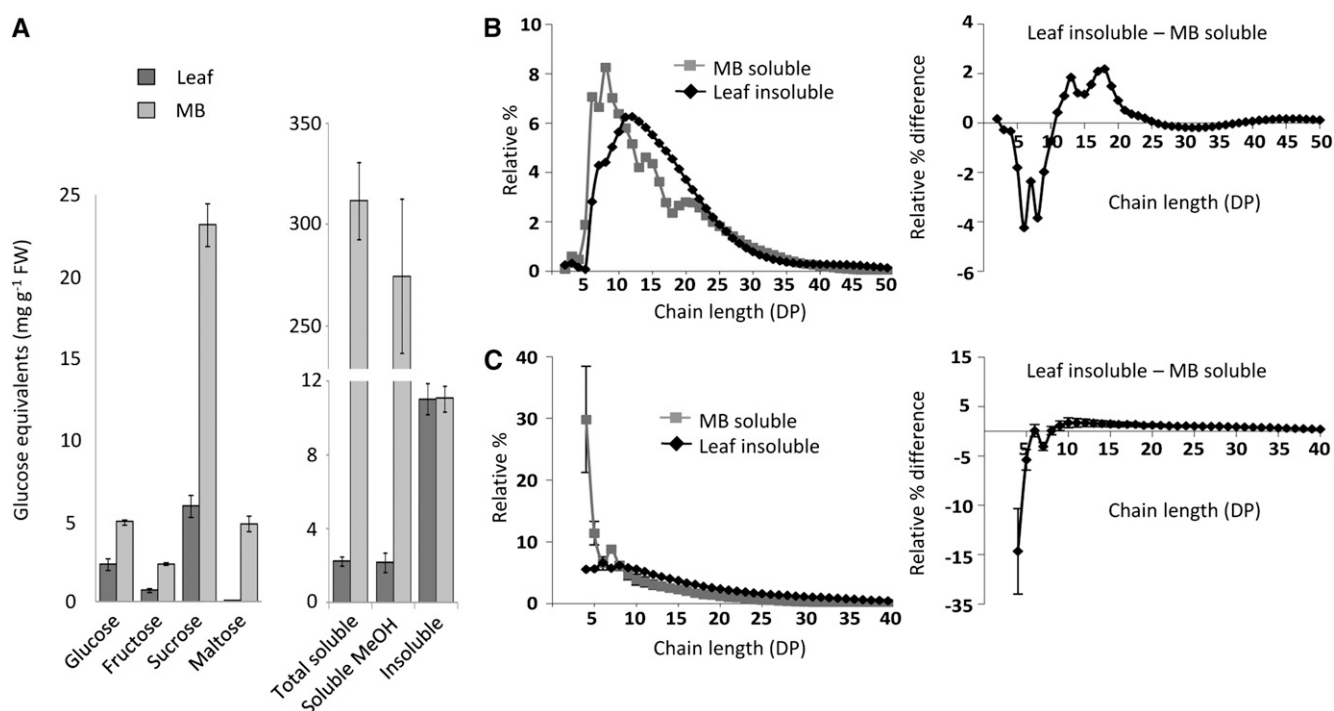 A
Leaf
MB
Glucose equivalents (mg g⁻¹ FW)
25
20
15
10
5
0
Glucose
Fructose
Sucrose
Maltose
350
300
250
12
8
4
0
Total soluble
Soluble MeOH
Insoluble
B
Relative %
10
8
6
4
2
0
MB soluble
Leaf insoluble
5 10 15 20 25 30 35 40 45 50
Chain length (DP)
Leaf insoluble – MB soluble
Relative % difference
4
2
0
-2
-4
-6
5 10 15 20 25 30 35 40 45 50
Chain length (DP)
C
Relative %
40
30
20
10
0
MB soluble
Leaf insoluble
5 10 15 20 25 30 35 40
Chain length (DP)
Leaf insoluble – MB soluble
Relative % difference
15
5
-5
-10
-15
-35
5 10 15 20 25 30 35 40
Chain length (DP)